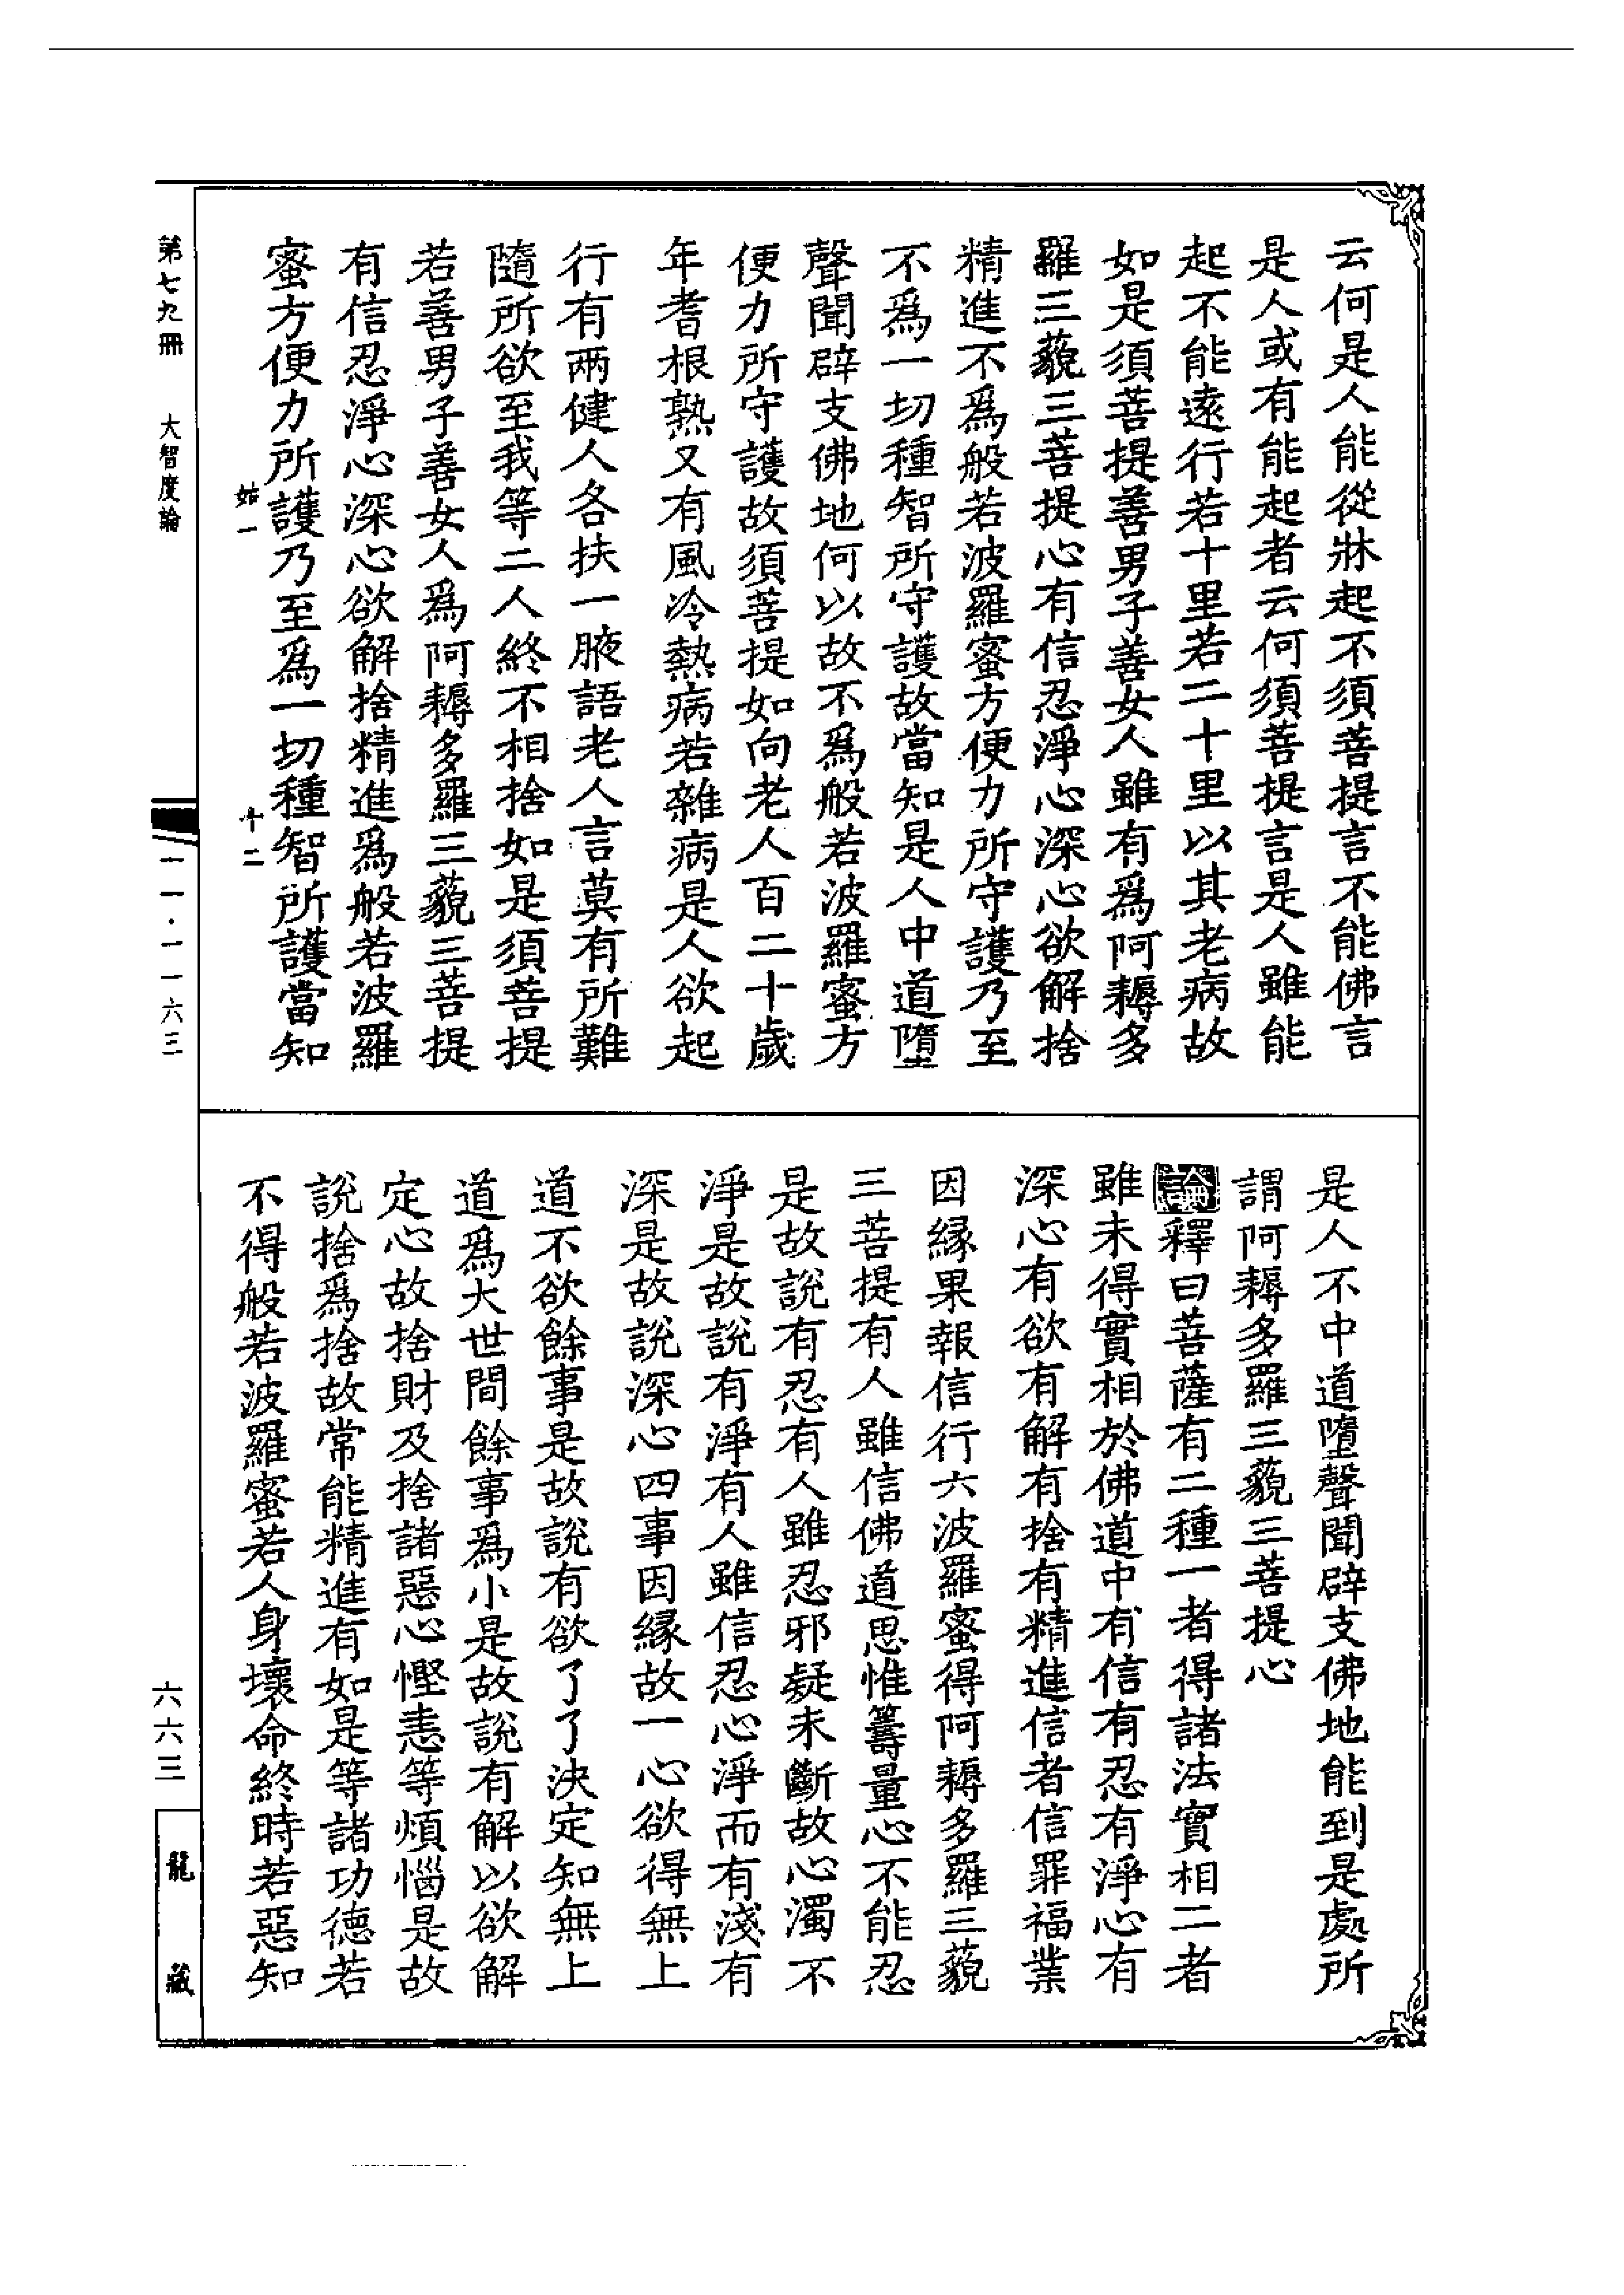 云何是人能從牀起不須菩提言不能佛言
是人或有能起者云何須菩提言是人雖能
起不能遠行若十里若二十里以其老病故
如是須菩提善男子善女人雖有爲阿耨多
羅三藐三菩提心有信忍淨心深心欲解捨
精進不爲般若波羅蜜方便力所守護乃至
不爲一切種智所守護故當知是人中道墮
聲聞辟支佛地何以故不爲般若波羅蜜方
便力所守護故須菩提如向老人百二十歲
年耆根熟又有風冷熱病若雜病是人欲起
行有兩健人各扶一腋語老人言莫有所難
隨所欲至我等二人終不相捨如是須菩提
若善男子善女人爲阿耨多羅三藐三菩提
有信忍淨心深心欲解捨精進爲般若波羅
蜜方便力所護乃至爲一切種智所護當知
是人不中道墮聲聞辟支佛地能到是處所
謂阿耨多羅三藐三菩提心
論釋曰菩薩有二種一者得諸法實相二者
雖未得實相於佛道中有信有忍有淨心有
深心有欲有解有捨有精進信者信罪福業
因緣果報信行六波羅蜜得阿耨多羅三藐
三菩提有人雖信佛道思惟籌量心不能忍
是故說有忍有人雖忍邪疑未斷故心濁不
淨是故說有淨有人雖信忍心淨而有淺有
深是故說深心四事因緣故一心欲得無上
道不欲餘事是故說有欲了了決定知無上
道爲大世間餘事爲小是故說有解以欲解
定心故捨財及捨諸惡心慳恚等煩惱是故
說捨爲捨故常能精進有如是等諸功德若
不得般若波羅蜜若人身壞命終時若惡知
第七九冊 大智度論
姑一 十二
一一·一一六三
六六三
龍藏